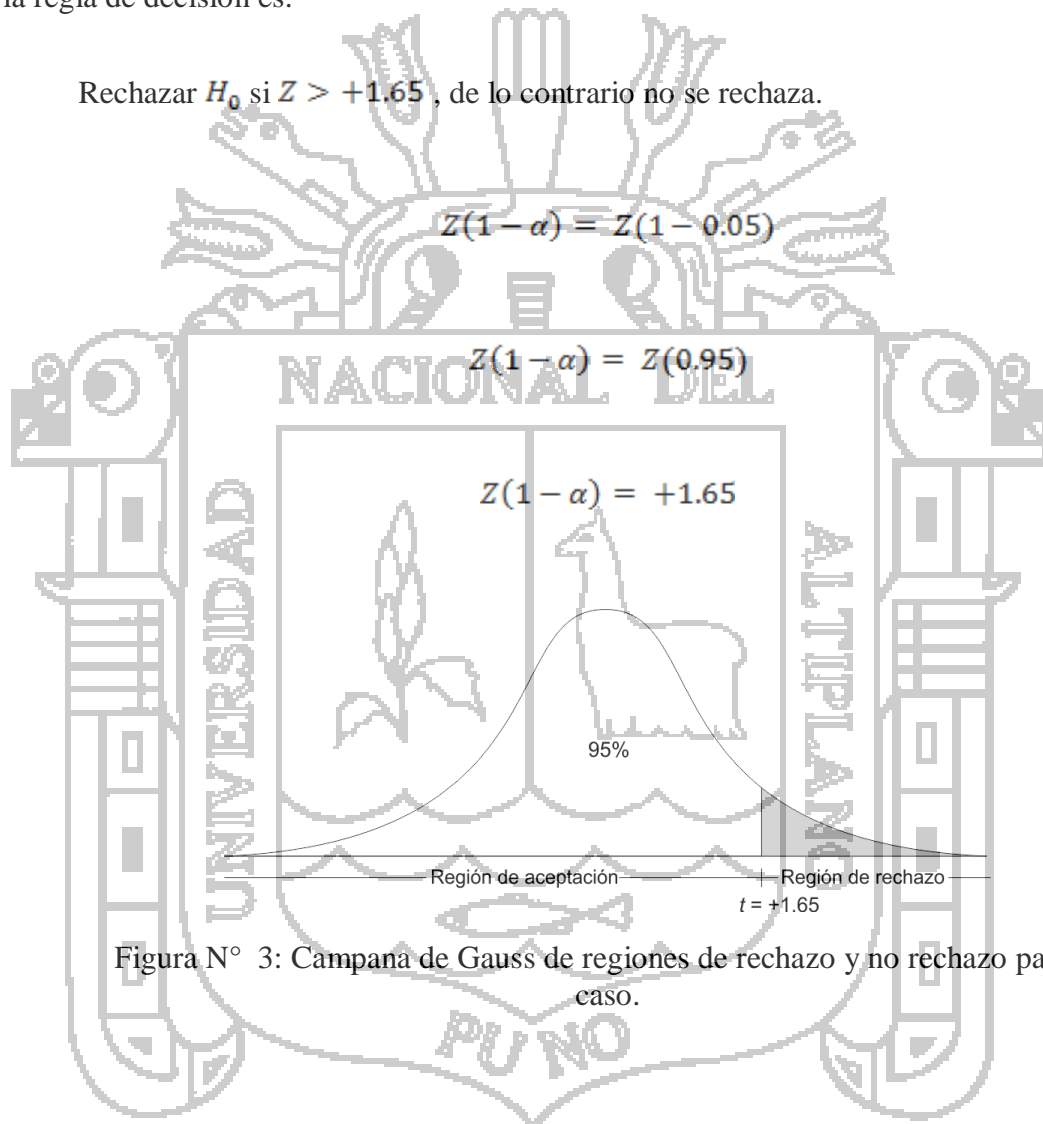 la regla de decisión es:
Rechazar H₀ si Z > +1.65 , de lo contrario no se rechaza.
Z(1 − α) = Z(1 − 0.05)
Z(1 − α) = Z(0.95)
NACIONAL DEL
Z(1 − α) = +1.65
UNIVERSIDAD
ALTIPLANO
95%
Región de aceptación
Región de rechazo
t = +1.65
Figura N° 3: Campana de Gauss de regiones de rechazo y no rechazo
caso.
PUNO